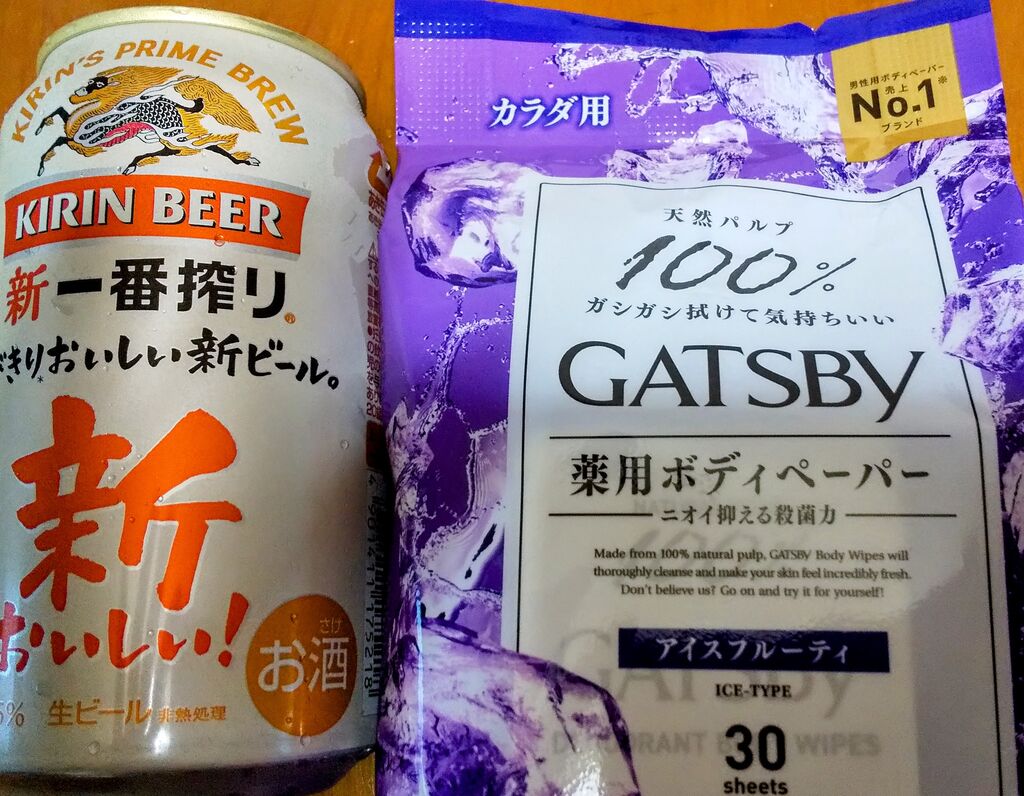 KIRIN'S PRIME BREW
KIRIN BEER
新一番搾り
きりおいしい新ビール。
新
おいしい!
さけ
お酒
5% 生ビール 非熱処理
カラダ用
男性用ボディペーパー
売上
No.1※
ブランド
天然パルプ
100%
ガシガシ拭けて気持ちいい
GATSBY
薬用ボディペーパー
ニオイ抑える殺菌力
Made from 100% natural pulp, GATSBY Body Wipes will
thoroughly cleanse and make your skin feel incredibly fresh.
Don't believe us? Go on and try it for yourself!
アイスフルーティ
ICE-TYPE
30
sheets